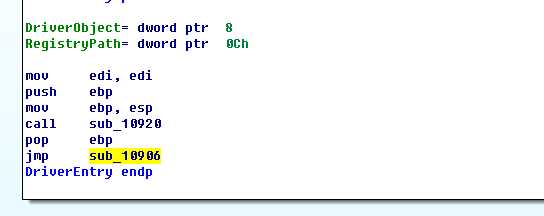 DriverObject= dword ptr  8
RegistryPath= dword ptr  0Ch
mov     edi, edi
push    ebp
mov     ebp, esp
call    sub_10920
pop     ebp
jmp     sub_10906
DriverEntry endp